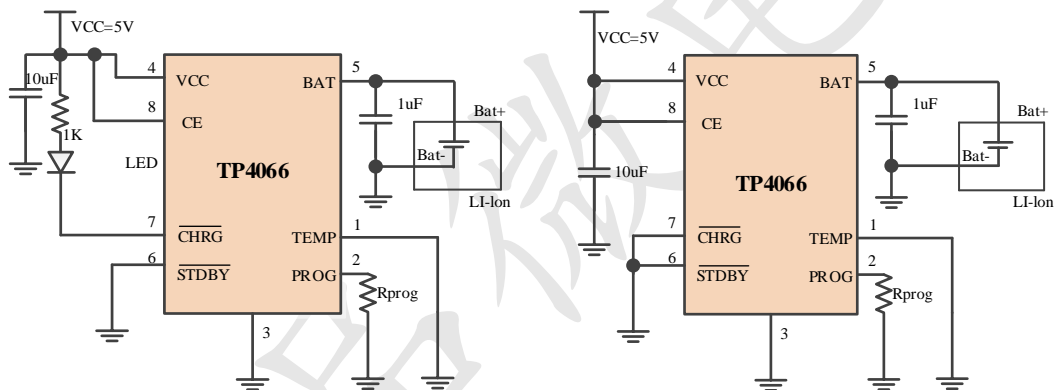 VCC=5V
10uF
1K
LED
4
VCC
8
CE
TP4066
7
CHRG
6
STDBY
BAT
5
1uF
Bat+
Bat-
LI-lon
TEMP
1
PROG
2
Rprog
3
VCC=5V
4
VCC
8
CE
10uF
TP4066
7
CHRG
6
STDBY
BAT
5
1uF
Bat+
Bat-
LI-lon
TEMP
1
PROG
2
Rprog
3